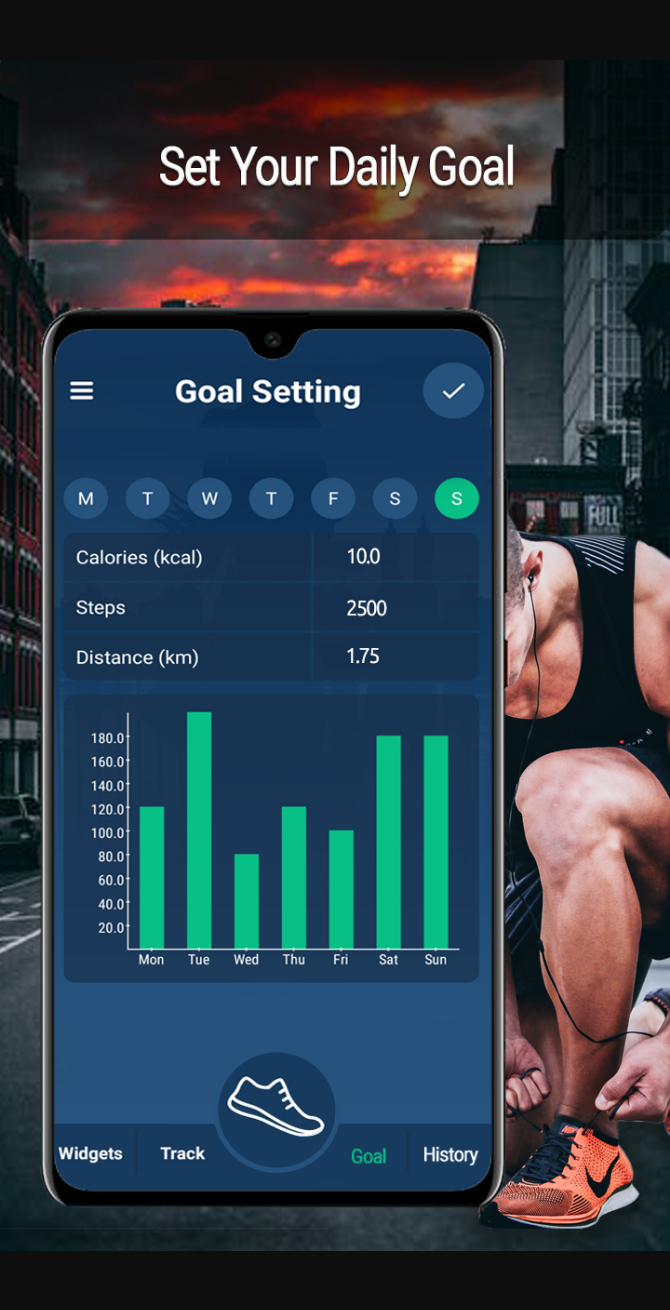 Set Your Daily Goal
Goal Setting
M T W T F S S
Calories (kcal) 10.0
Steps 2500
Distance (km) 1.75
180.0
160.0
140.0
120.0
100.0
80.0
60.0
40.0
20.0
Mon Tue Wed Thu Fri Sat Sun
Widgets Track Goal History
FULL